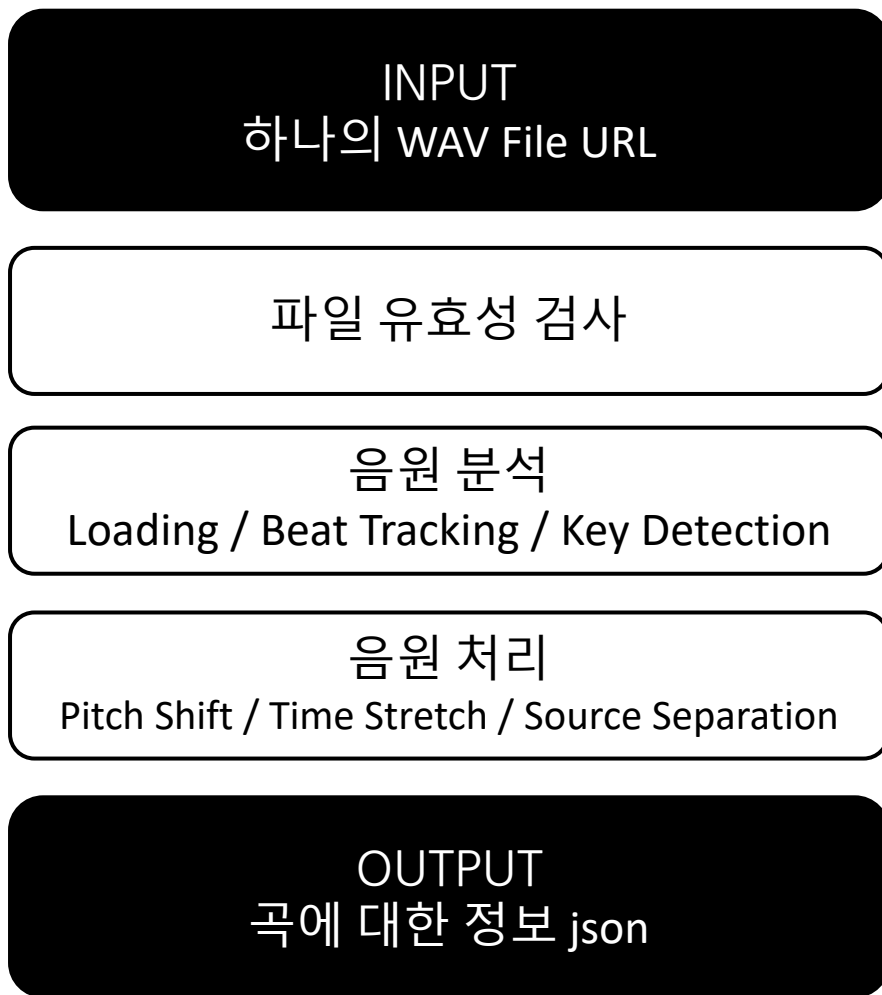 INPUT
하나의 WAV File URL
파일 유효성 검사
음원 분석
Loading / Beat Tracking / Key Detection
음원 처리
Pitch Shift / Time Stretch / Source Separation
OUTPUT
곡에 대한 정보 json